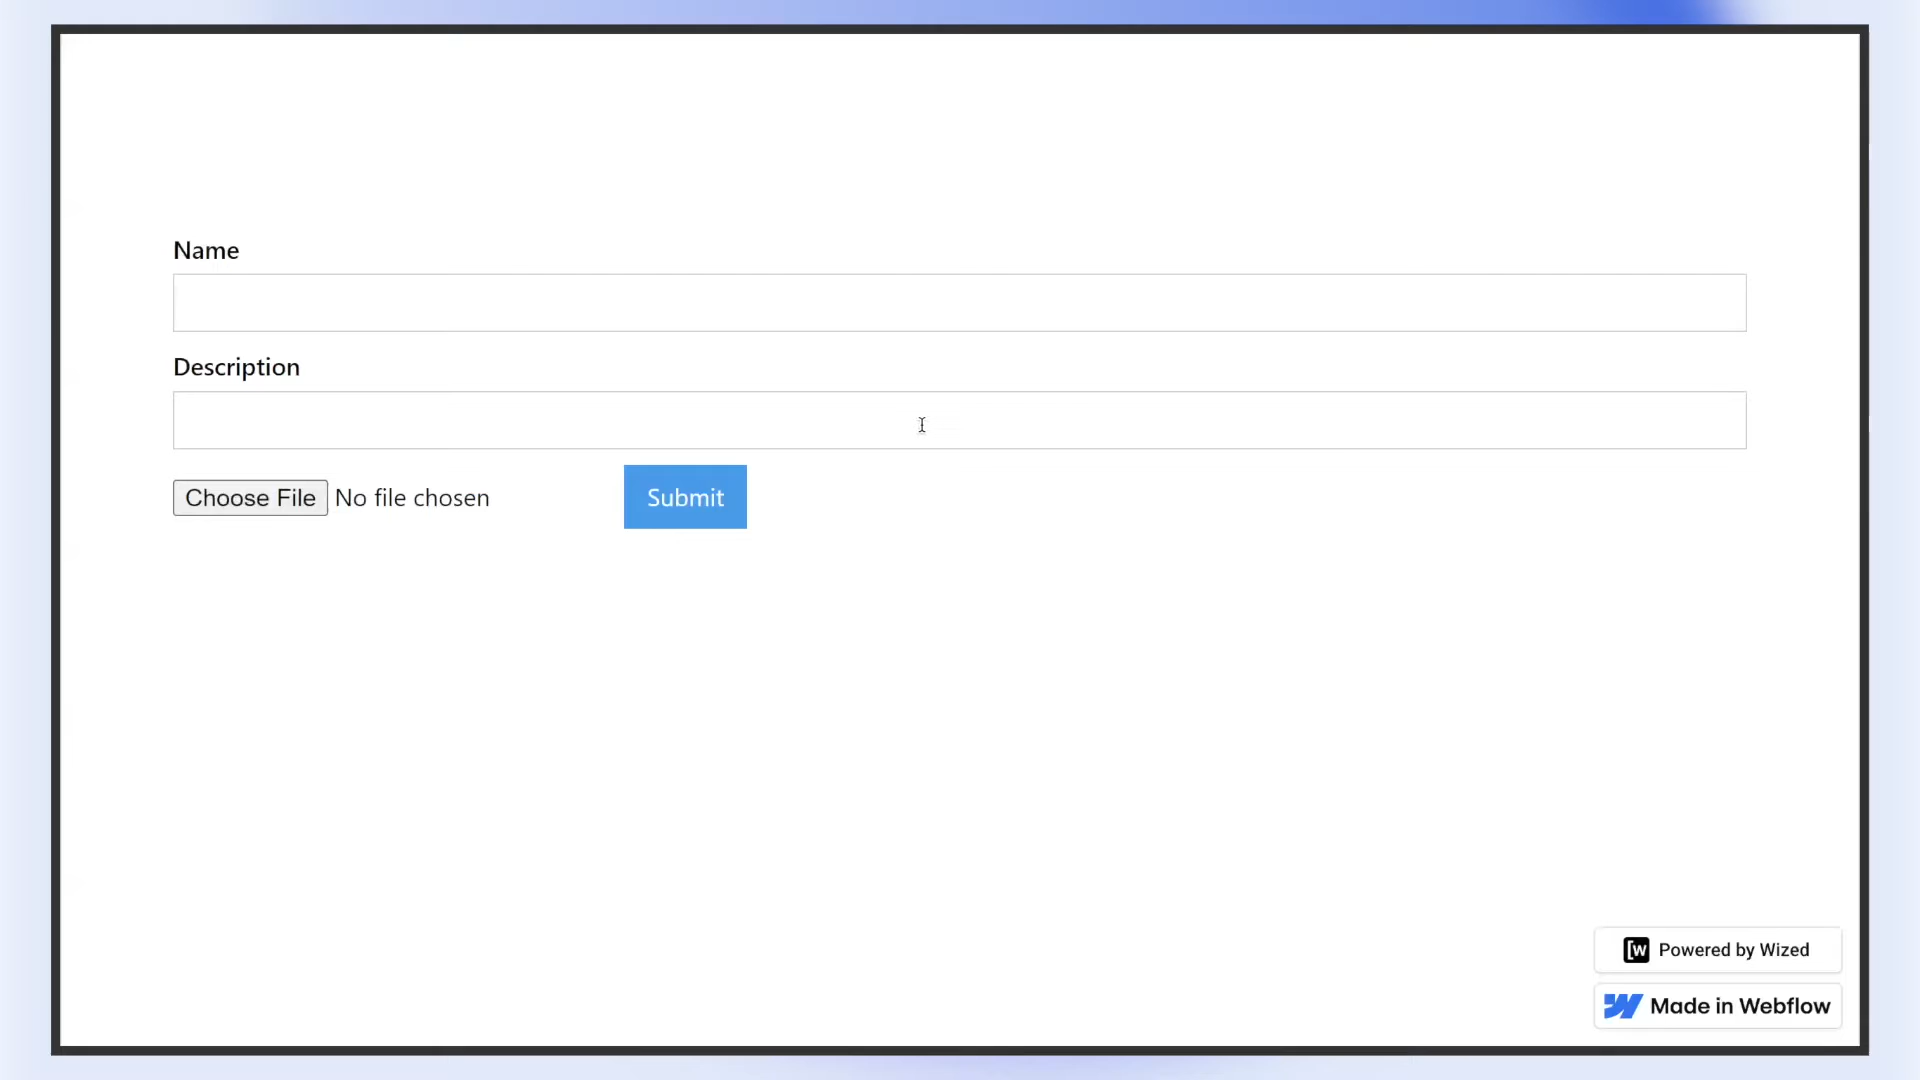 Name
Description
Choose File No file chosen
Submit
[W Powered by Wized
Made in Webflow